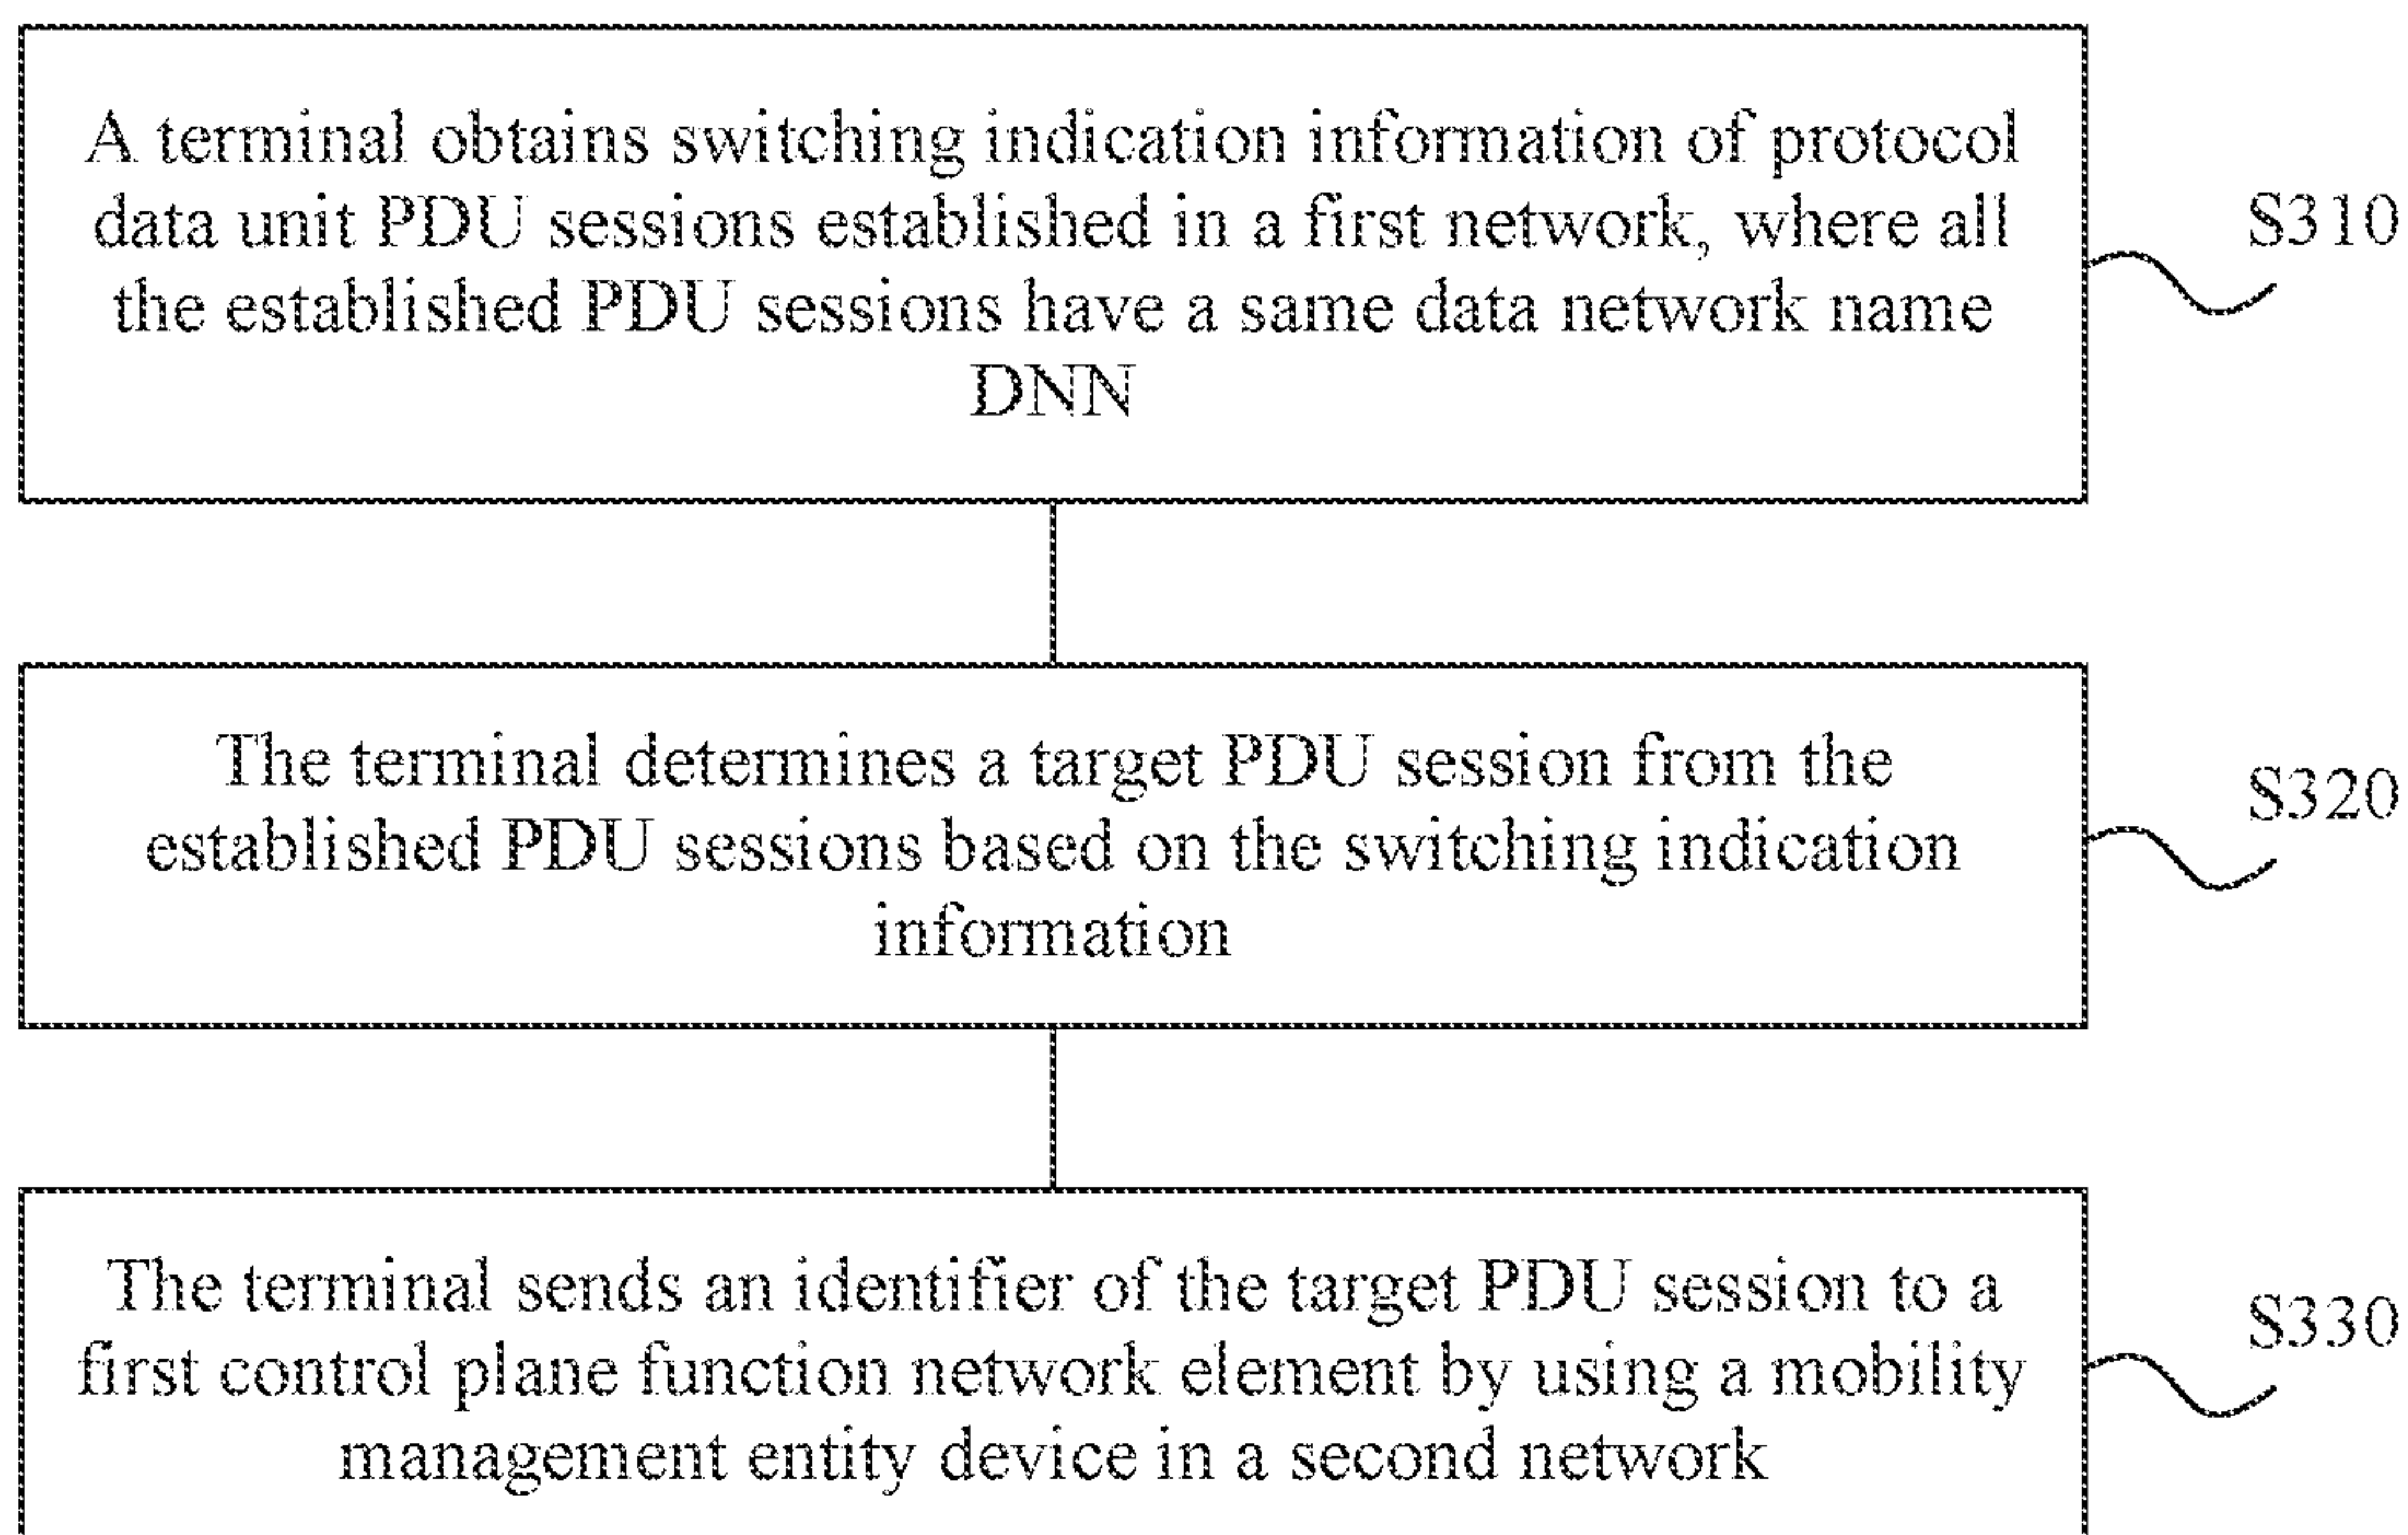 A terminal obtains switching indication information of protocol
data unit PDU sessions established in a first network, where all
the established PDU sessions have a same data network name
DNN
S310
The terminal determines a target PDU session from the
established PDU sessions based on the switching indication
information
S320
The terminal sends an identifier of the target PDU session to a
first control plane function network element by using a mobility
management entity device in a second network
S330